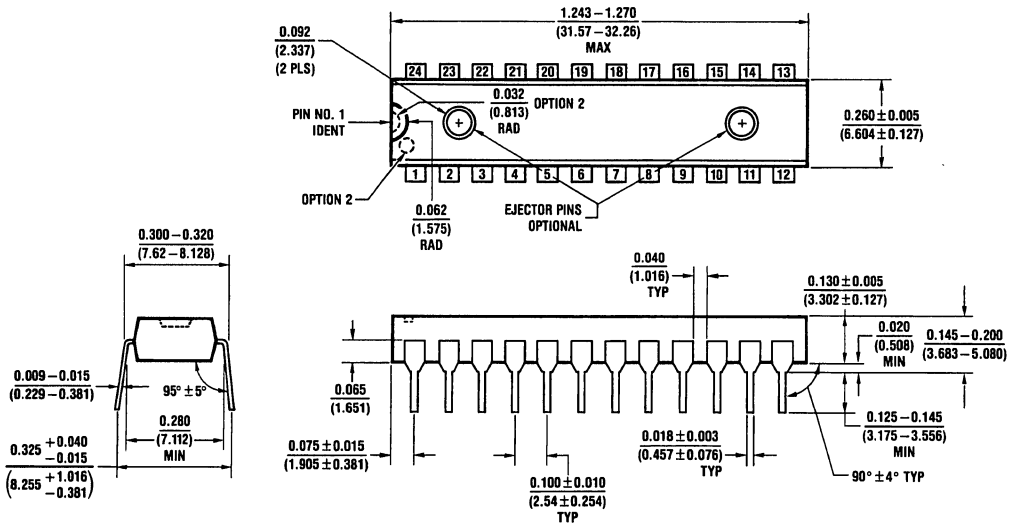 1.243 – 1.270
(31.57 – 32.26)
MAX
0.092
(2.337)
(2 PLS)
24 23 22 21 20 19 18 17 16 15 14 13
0.032
(0.813)
RAD
OPTION 2
PIN NO. 1
IDENT
0.260 ± 0.005
(6.604 ± 0.127)
1 2 3 4 5 6 7 8 9 10 11 12
OPTION 2
0.062
(1.575)
RAD
EJECTOR PINS
OPTIONAL
0.300 – 0.320
(7.62 – 8.128)
0.040
(1.016)
TYP
0.130 ± 0.005
(3.302 ± 0.127)
0.020
(0.508)
MIN
0.145 – 0.200
(3.683 – 5.080)
0.009 – 0.015
(0.229 – 0.381)
95° ± 5°
0.065
(1.651)
0.280
(7.112)
MIN
0.125 – 0.145
(3.175 – 3.556)
MIN
0.325 + 0.040
– 0.015
(8.255 + 1.016
– 0.381)
0.075 ± 0.015
(1.905 ± 0.381)
0.018 ± 0.003
(0.457 ± 0.076)
TYP
90° ± 4° TYP
0.100 ± 0.010
(2.54 ± 0.254)
TYP